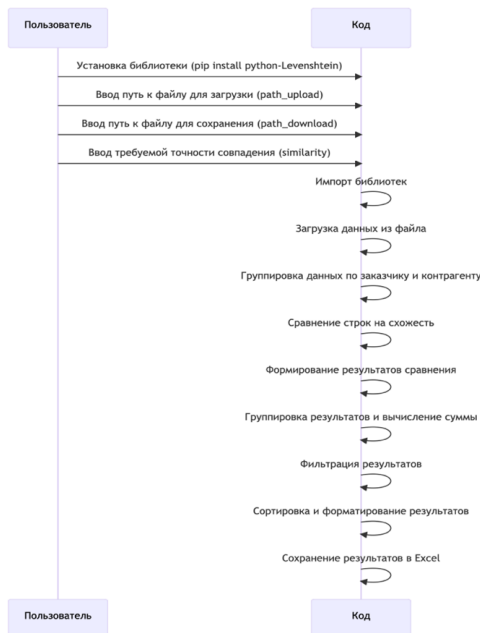 Пользователь
Код
Установка библиотеки (pip install python-Levenshtein)
Ввод путь к файлу для загрузки (path_upload)
Ввод путь к файлу для сохранения (path_download)
Ввод требуемой точности совпадения (similarity)
Импорт библиотек
Загрузка данных из файла
Группировка данных по заказчику и контрагенту
Сравнение строк на схожесть
Формирование результатов сравнения
Группировка результатов и вычисление суммы
Фильтрация результатов
Сортировка и форматирование результатов
Сохранение результатов в Excel
Пользователь
Код